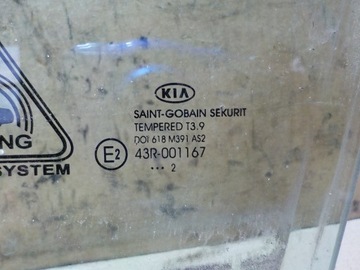 KIA
SAINT-GOBAIN SEKURIT
TEMPERED T3.9
DOT 618 M391 AS2
E2 43R-001167
... 2
NG
SYSTEM